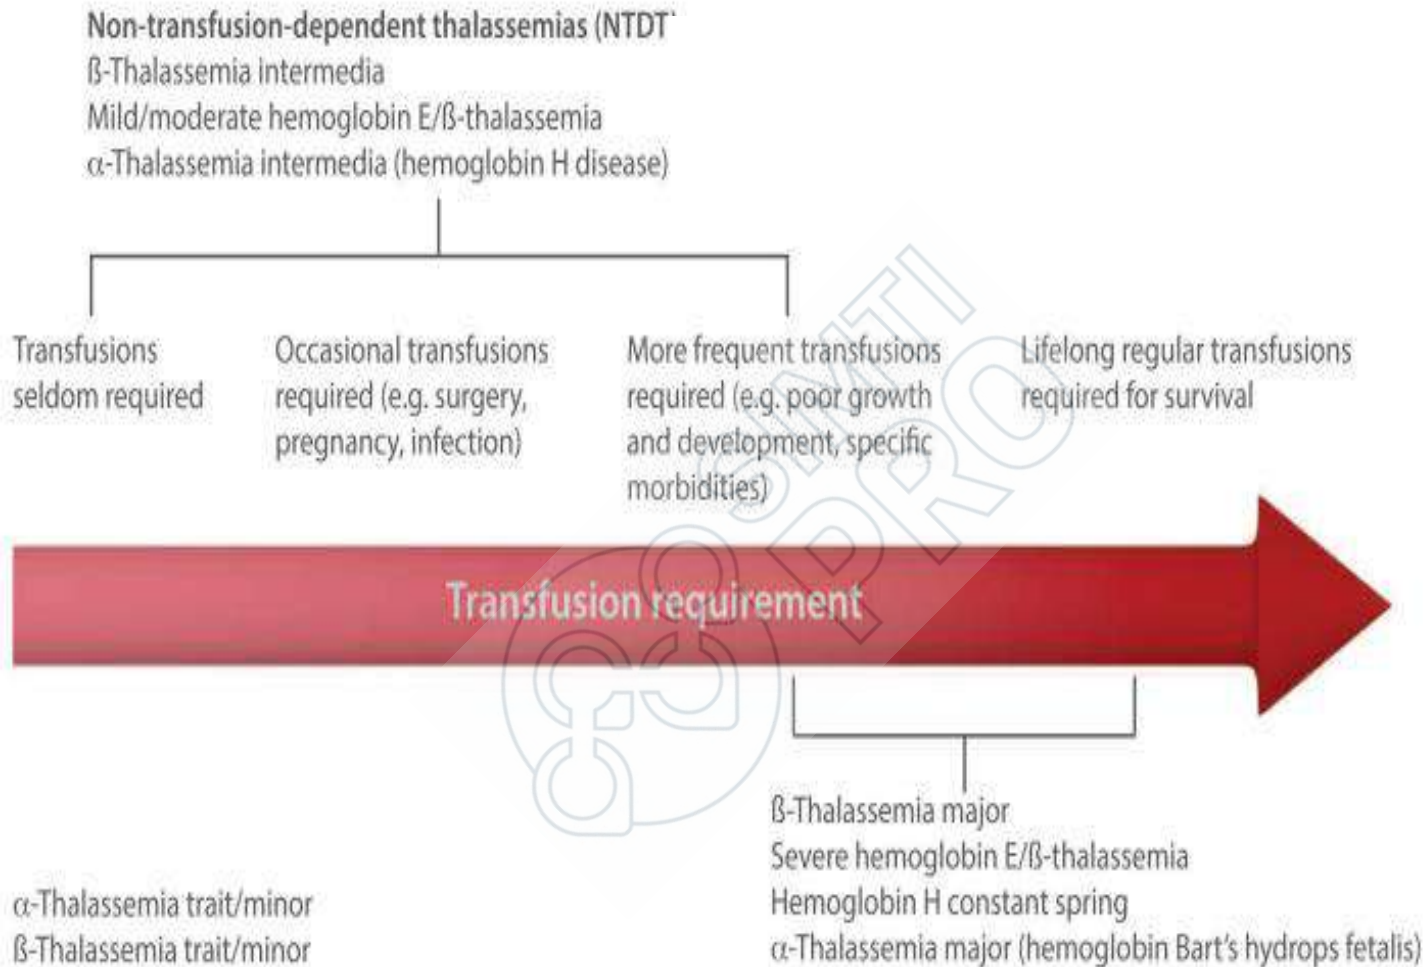 Non-transfusion-dependent thalassemias (NTDT
ß-Thalassemia intermedia
Mild/moderate hemoglobin E/ß-thalassemia
α-Thalassemia intermedia (hemoglobin H disease)
Transfusions
seldom required
Occasional transfusions
required (e.g. surgery,
pregnancy, infection)
More frequent transfusions
required (e.g. poor growth
and development, specific
morbidities)
Lifelong regular transfusions
required for survival
SIMTI
PRO
Transfusion requirement
ß-Thalassemia major
Severe hemoglobin E/ß-thalassemia
Hemoglobin H constant spring
α-Thalassemia major (hemoglobin Bart's hydrops fetalis)
α-Thalassemia trait/minor
ß-Thalassemia trait/minor